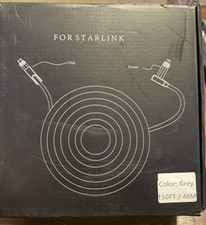 FOR STARLINK
Dish
Router
Color: Grey
150FT / 46M